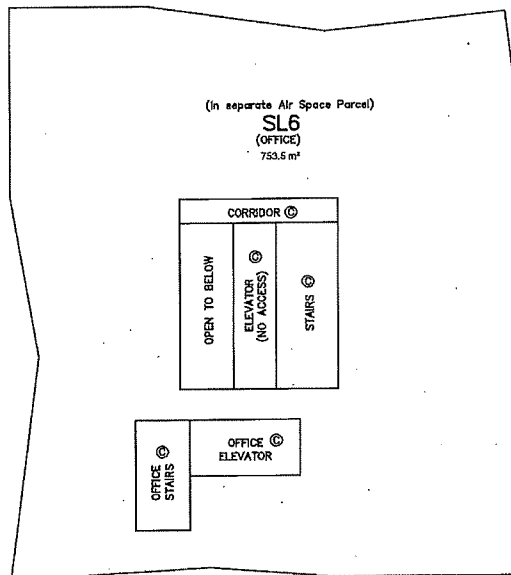 (in separate Air Space Parcel)
SL6
(OFFICE)
753.5 m²
CORRIDOR ©
OPEN TO BELOW
ELEVATOR ©
(NO ACCESS)
STAIRS ©
OFFICE ©
ELEVATOR
OFFICE ©
STAIRS